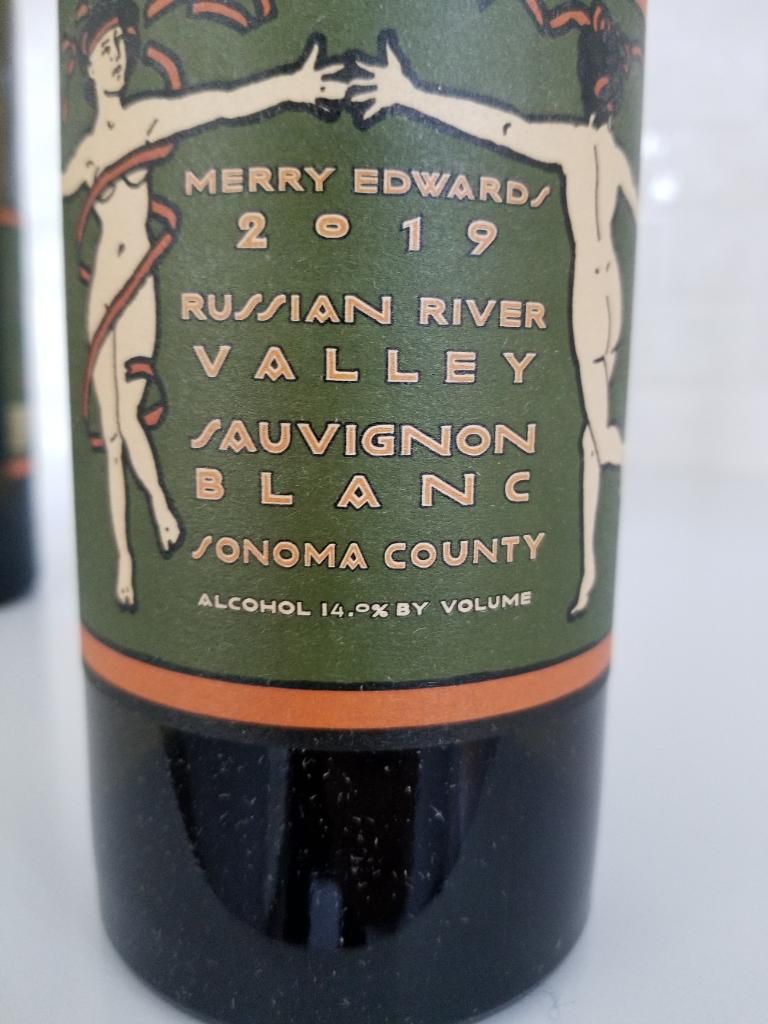 MERRY EDWARDS
2019
RUSSIAN RIVER
VALLEY
SAUVIGNON
BLANC
SONOMA COUNTY
ALCOHOL 14.0% BY VOLUME